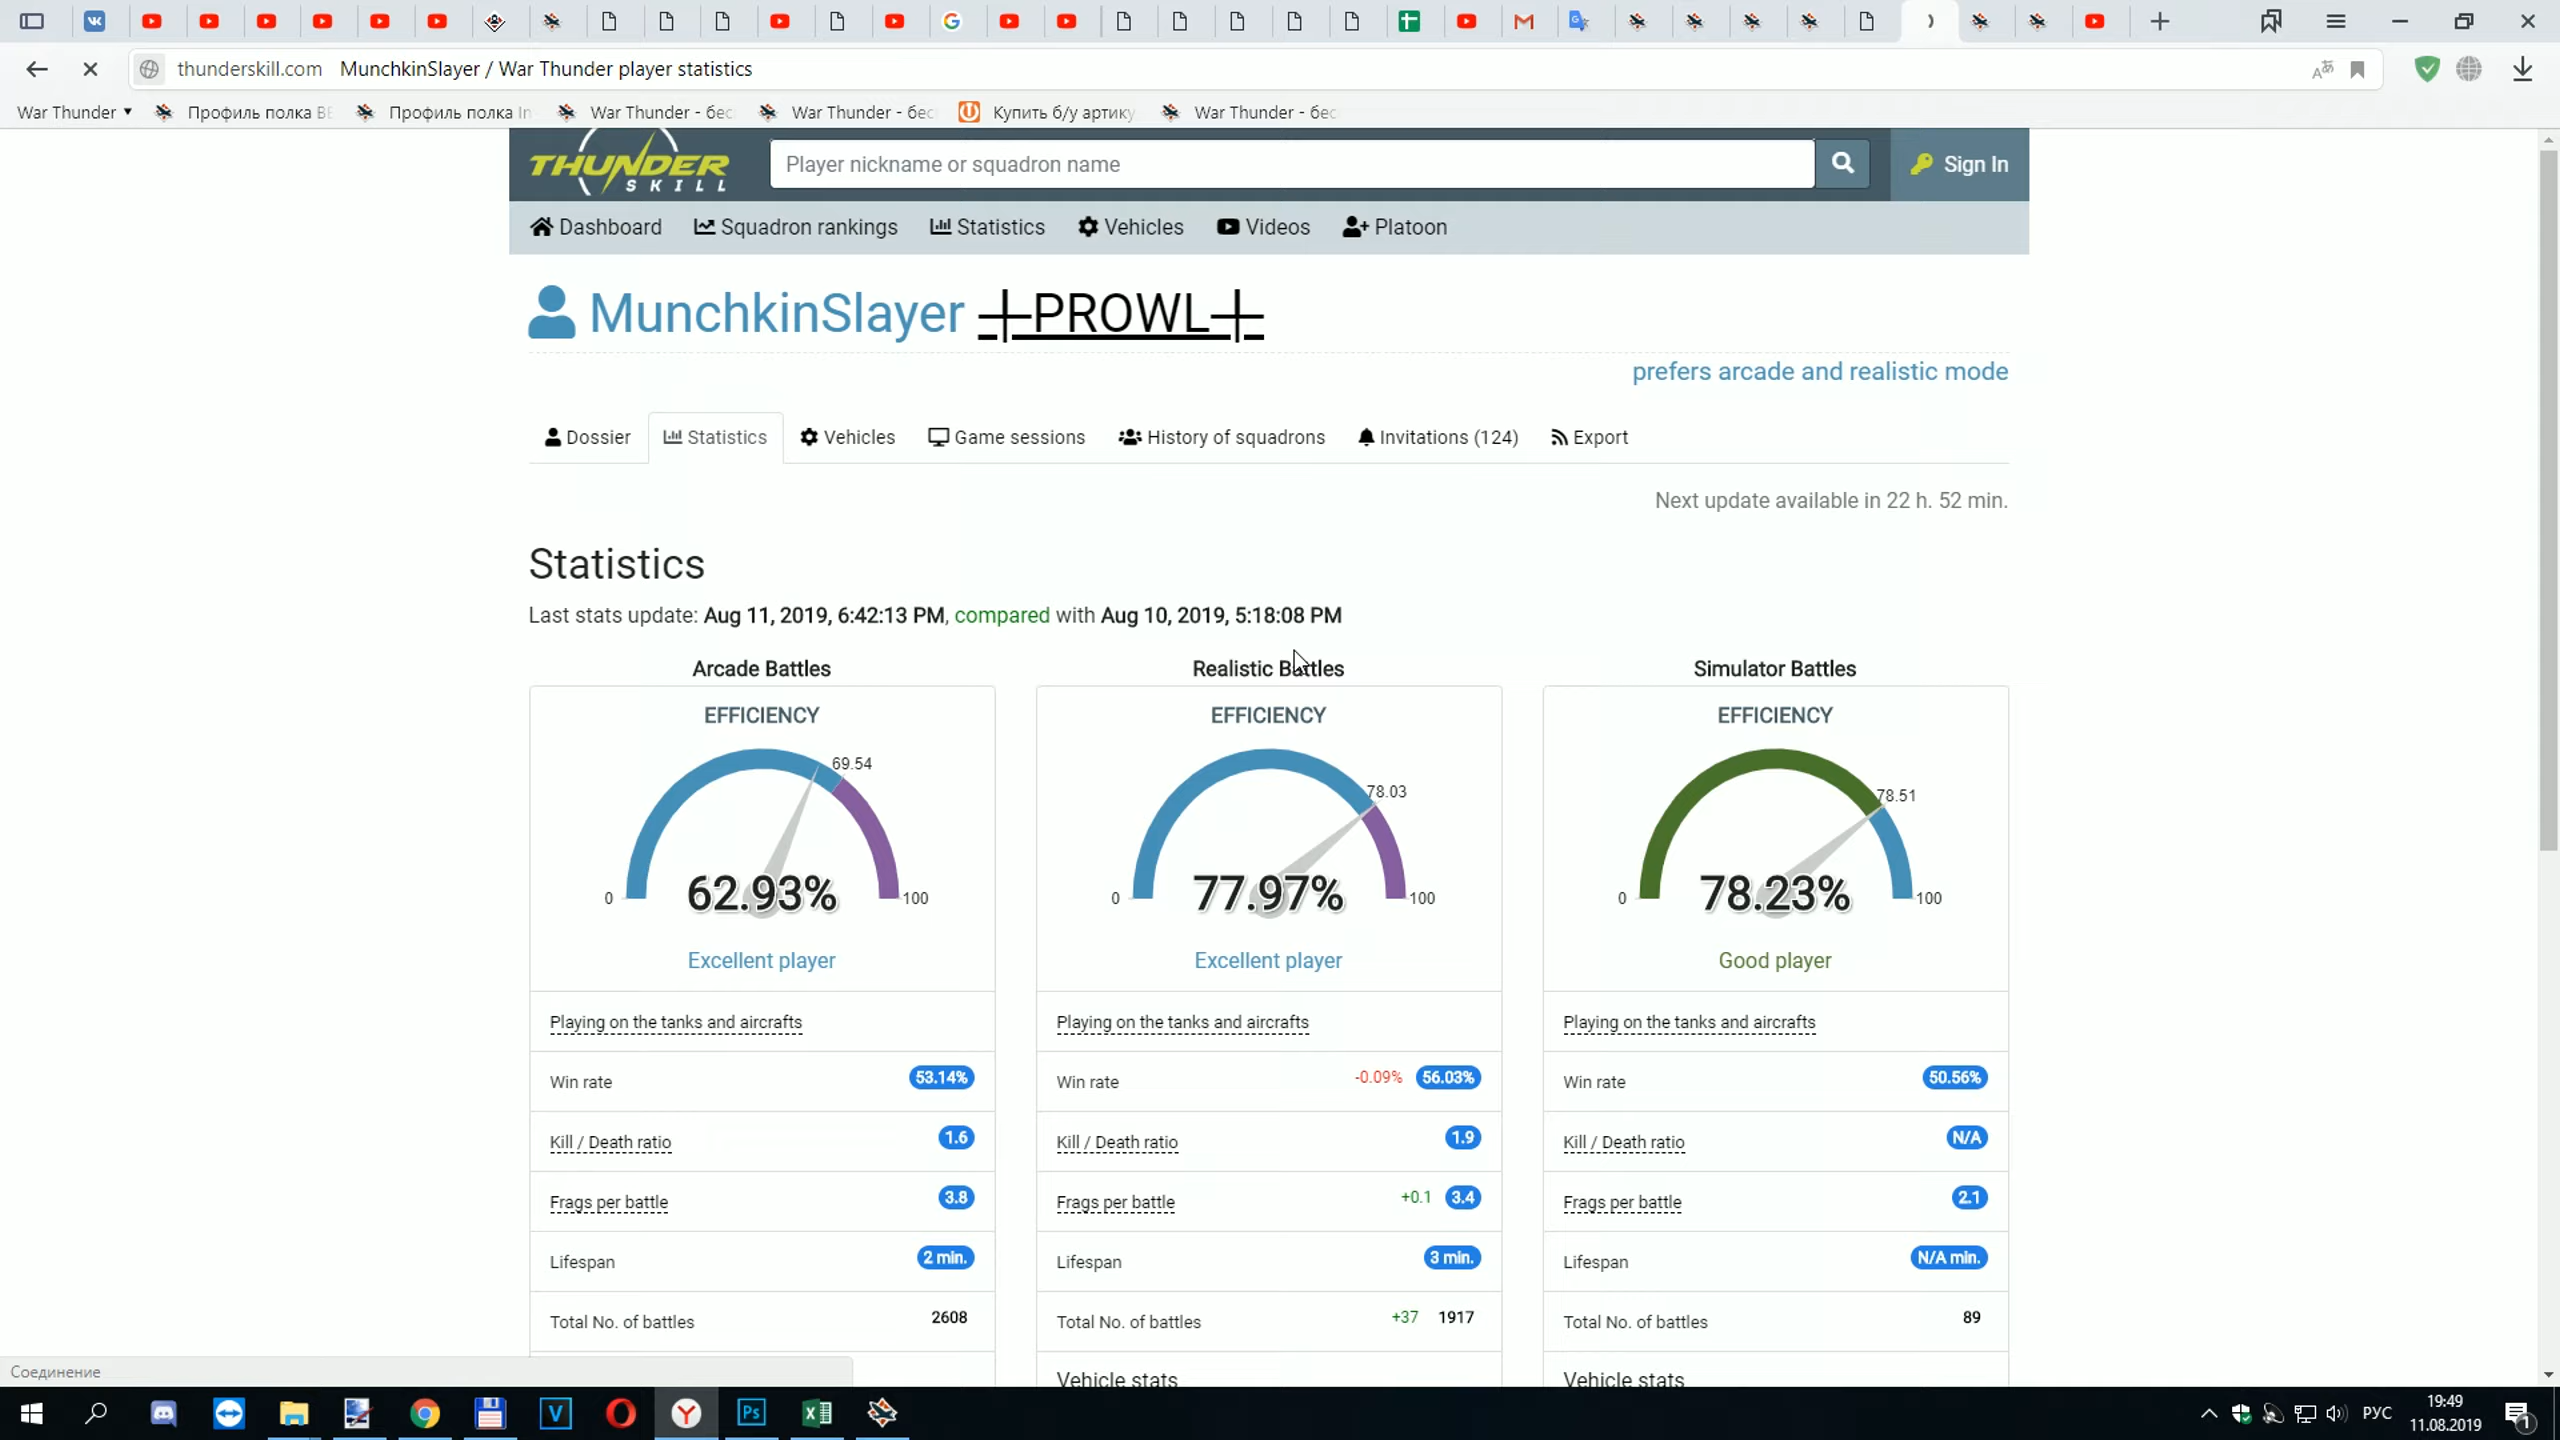 thunderskill.com MunchkinSlayer / War Thunder player statistics
War Thunder Профиль полка BE Профиль полка In War Thunder - бес War Thunder - бес Купить б/у артику War Thunder - бес
THUNDER
SKILL
Player nickname or squadron name
Sign In
Dashboard Squadron rankings Statistics Vehicles Videos Platoon
MunchkinSlayer ╪PROWL╪
prefers arcade and realistic mode
Dossier Statistics Vehicles Game sessions History of squadrons Invitations (124) Export
Next update available in 22 h. 52 min.
Statistics
Last stats update: Aug 11, 2019, 6:42:13 PM, compared with Aug 10, 2019, 5:18:08 PM
Arcade Battles Realistic Battles Simulator Battles
EFFICIENCY EFFICIENCY EFFICIENCY
69.54 78.03 78.51
0 62.93% 100 0 77.97% 100 0 78.23% 100
Excellent player Excellent player Good player
Playing on the tanks and aircrafts Playing on the tanks and aircrafts Playing on the tanks and aircrafts
Win rate 53.14% Win rate -0.09% 56.03% Win rate 50.56%
Kill / Death ratio 1.6 Kill / Death ratio 1.9 Kill / Death ratio N/A
Frags per battle 3.8 Frags per battle +0.1 3.4 Frags per battle 2.1
Lifespan 2 min. Lifespan 3 min. Lifespan N/A min.
Total No. of battles 2608 Total No. of battles +37 1917 Total No. of battles 89
Vehicle stats Vehicle stats
Соединение
РУС
19:49
11.08.2019
1